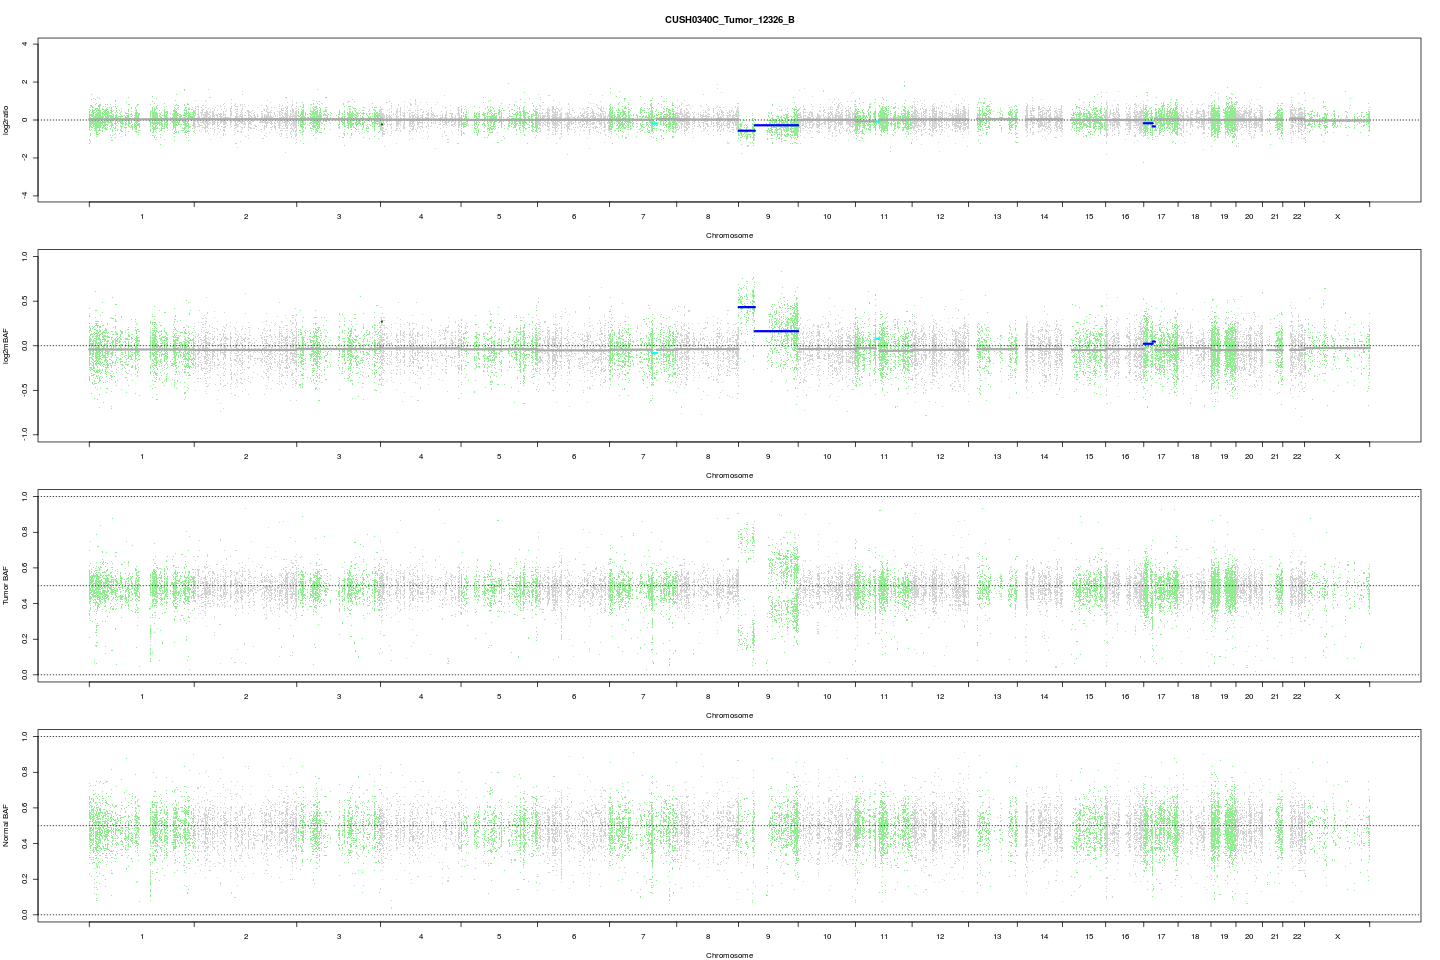 CUSH0340C_Tumor_12326_B
log2ratio
4
2
0
-2
-4
1 2 3 4 5 6 7 8 9 10 11 12 13 14 15 16 17 18 19 20 21 22 X
Chromosome
log2mBAF
1.0
0.5
0.0
-0.5
-1.0
1 2 3 4 5 6 7 8 9 10 11 12 13 14 15 16 17 18 19 20 21 22 X
Chromosome
Tumor BAF
1.0
0.8
0.6
0.4
0.2
0.0
1 2 3 4 5 6 7 8 9 10 11 12 13 14 15 16 17 18 19 20 21 22 X
Chromosome
Normal BAF
1.0
0.8
0.6
0.4
0.2
0.0
1 2 3 4 5 6 7 8 9 10 11 12 13 14 15 16 17 18 19 20 21 22 X
Chromosome